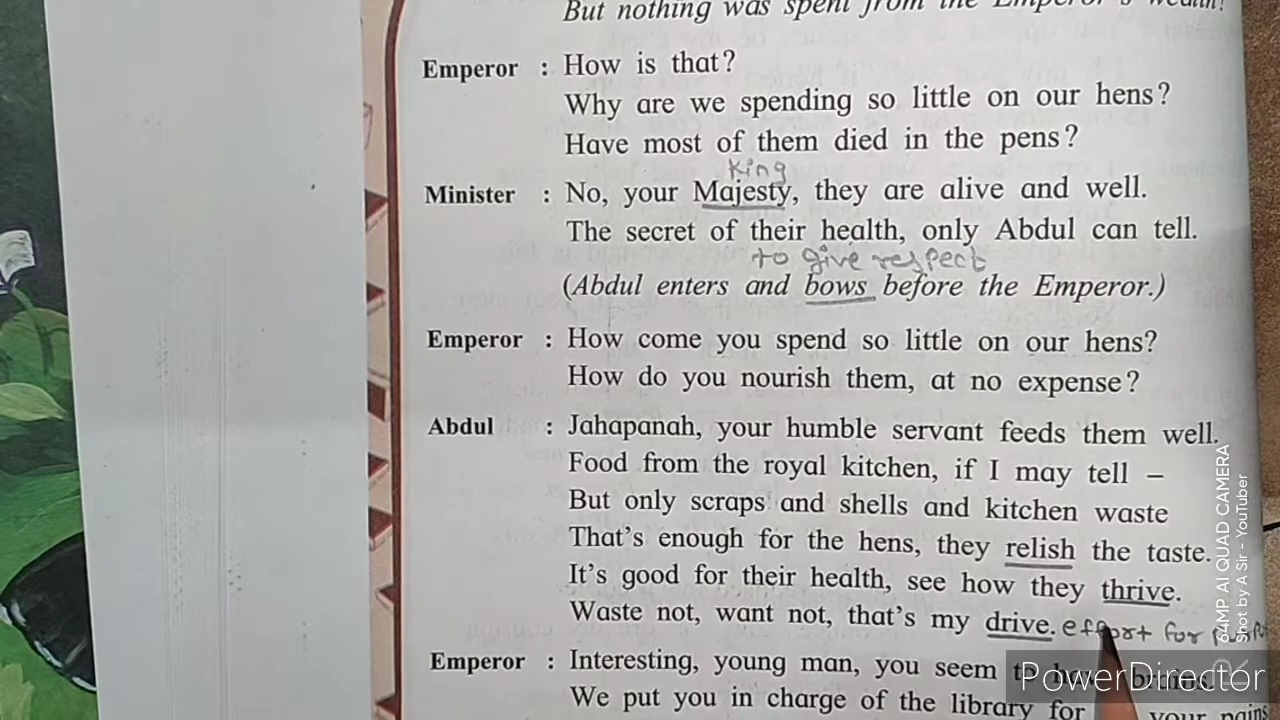 But nothing was spent from the Emperor's wealth!
Emperor : How is that?
Why are we spending so little on our hens?
Have most of them died in the pens?
King
Minister : No, your Majesty, they are alive and well.
The secret of their health, only Abdul can tell.
to give respect
(Abdul enters and bows before the Emperor.)
Emperor : How come you spend so little on our hens?
How do you nourish them, at no expense?
Abdul : Jahapanah, your humble servant feeds them well.
Food from the royal kitchen, if I may tell –
But only scraps and shells and kitchen waste
That's enough for the hens, they relish the taste.
It's good for their health, see how they thrive.
Waste not, want not, that's my drive. effort for
Emperor : Interesting, young man, you seem to
We put you in charge of the library for your pains
64MP AI QUAD CAMERA
Shot by A Sir - YouTuber
PowerDirector